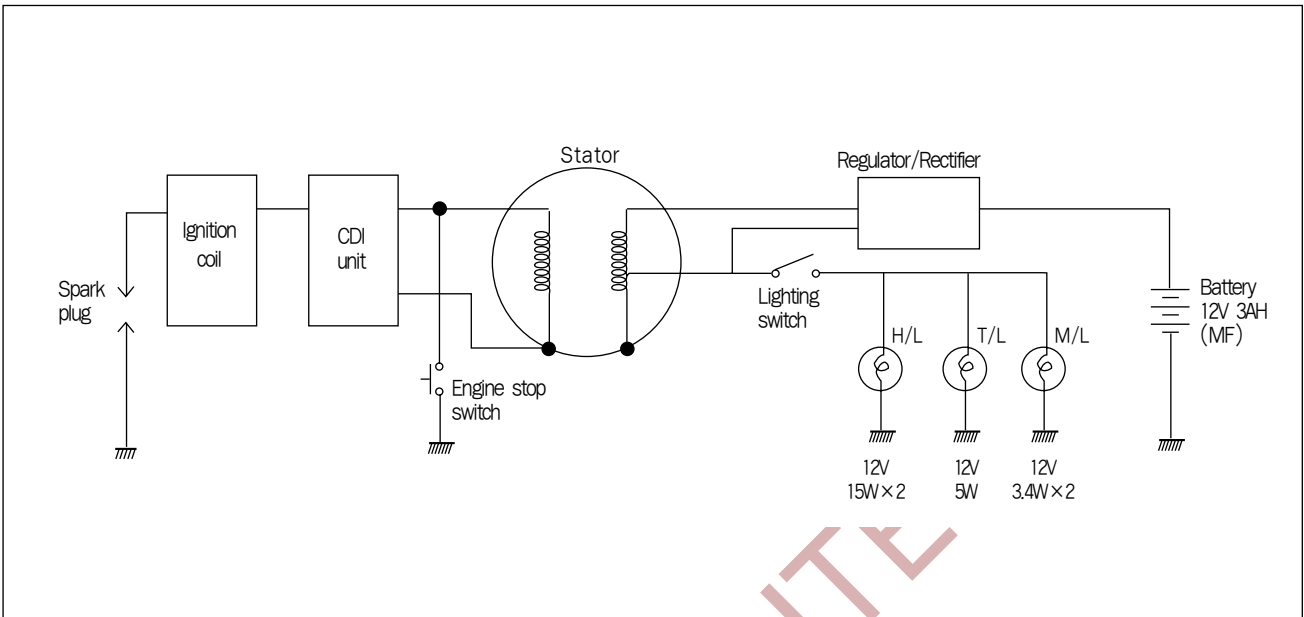 Stator
Regulator/Rectifier
Ignition
coil
CDI
unit
Spark
plug
Lighting
switch
Battery
12V 3AH
(MF)
H/L
T/L
M/L
Engine stop
switch
12V
15W×2
12V
5W
12V
3.4W×2